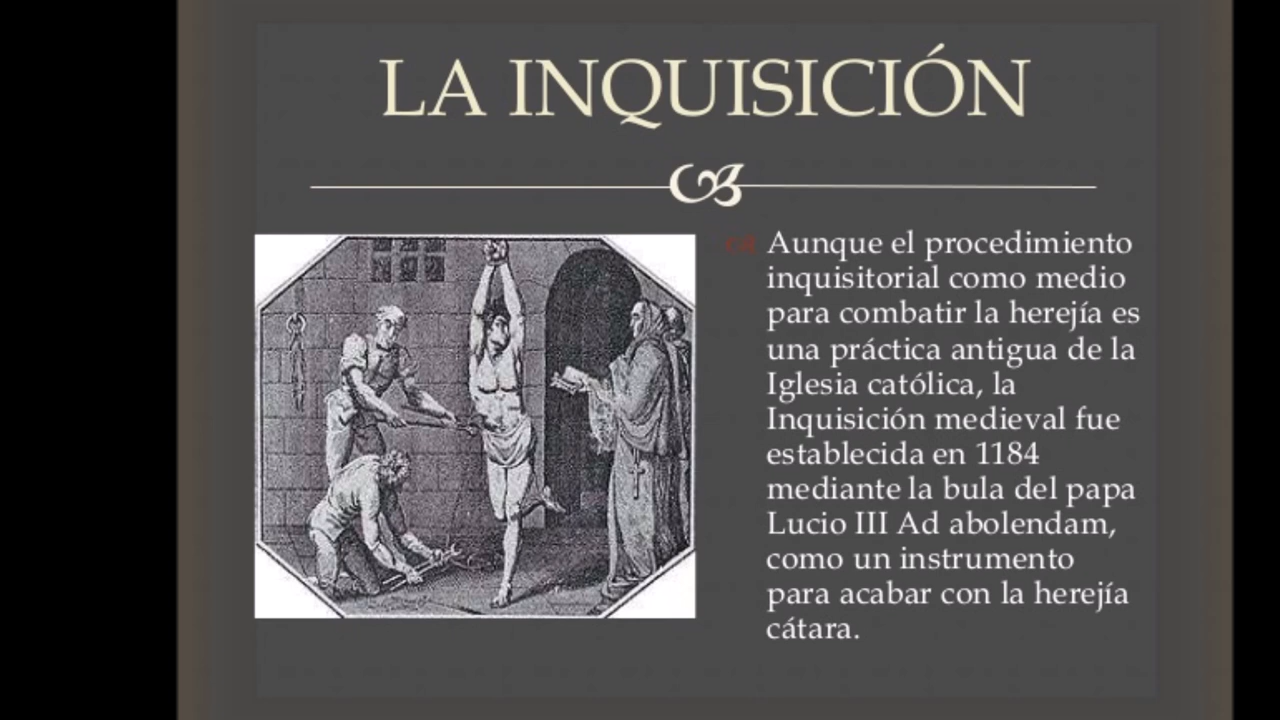 LA INQUISICIÓN
Aunque el procedimiento
inquisitorial como medio
para combatir la herejía es
una práctica antigua de la
Iglesia católica, la
Inquisición medieval fue
establecida en 1184
mediante la bula del papa
Lucio III Ad abolendam,
como un instrumento
para acabar con la herejía
cátara.